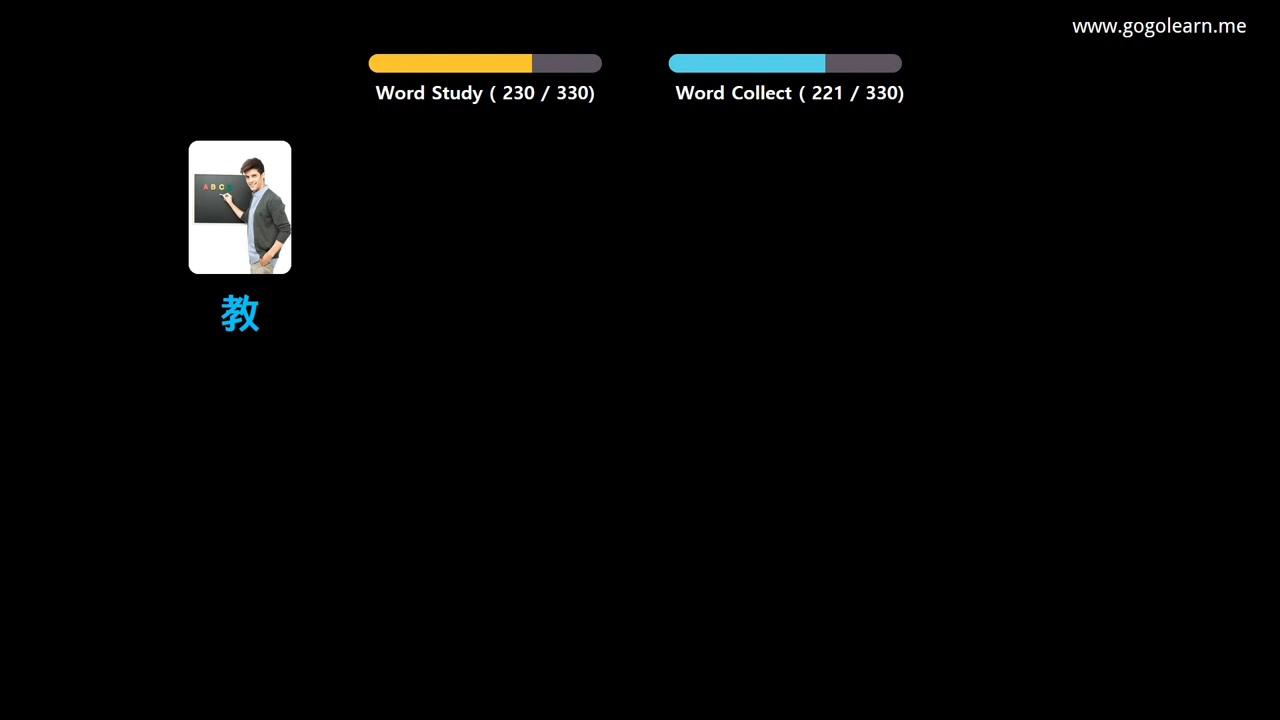 www.gogolearn.me
Word Study ( 230 / 330)
Word Collect ( 221 / 330)
A B C
教